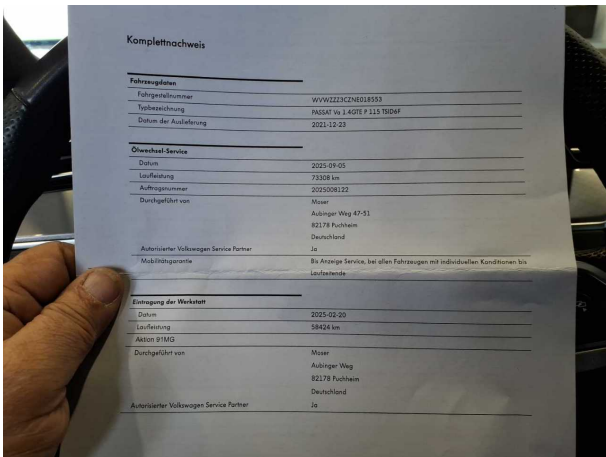 Komplettnachweis
Fahrzeugdaten
Fahrgestellnummer WVWZZZ3CZNE018553
Typbezeichnung PASSAT Va 1.4GTE P 115 TSID6F
Datum der Auslieferung 2021-12-23
Ölwechsel-Service
Datum 2025-09-05
Laufleistung 73308 km
Auftragsnummer 2025008122
Durchgeführt von Moser
Aubinger Weg 47-51
82178 Puchheim
Deutschland
Autorisierter Volkswagen Service Partner Ja
Mobilitätsgarantie Bis Anzeige Service, bei allen Fahrzeugen mit individuellen Konditionen bis
Laufzeitende
Eintragung der Werkstatt
Datum 2025-02-20
Laufleistung 58424 km
Aktion 91MG
Durchgeführt von Moser
Aubinger Weg
82178 Puchheim
Deutschland
Autorisierter Volkswagen Service Partner Ja